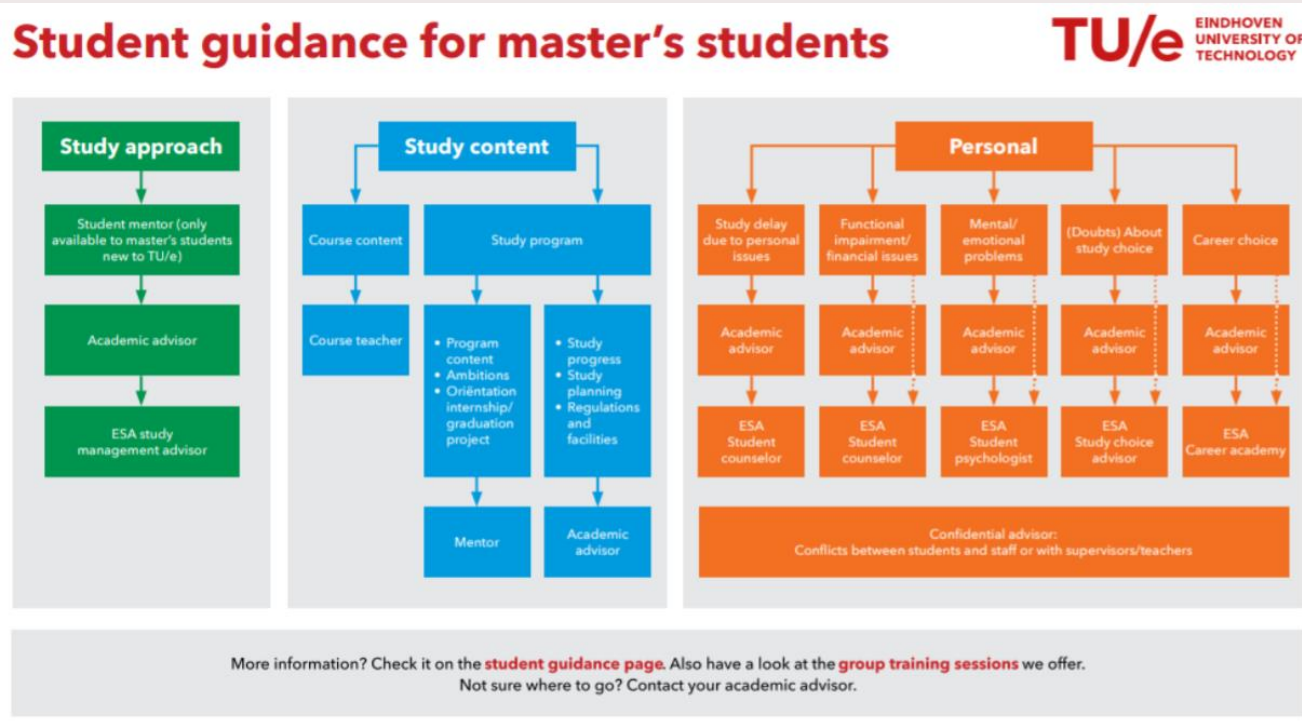 Student guidance for master's students
TU/e
EINDHOVEN
UNIVERSITY OF
TECHNOLOGY
Study approach
Student mentor (only
available to master's students
new to TU/e)
Academic advisor
ESA study
management advisor
Study content
Course content
Course teacher
Study program
• Program
content
• Ambitions
• Oriëntation
internship/
graduation
project
Mentor
• Study
progress
• Study
planning
• Regulations
and
facilities
Academic
advisor
Personal
Study delay
due to personal
issues
Academic
advisor
ESA
Student
counselor
Functional
impairment/
financial issues
Academic
advisor
ESA
Student
counselor
Mental/
emotional
problems
Academic
advisor
ESA
Student
psychologist
(Doubts) About
study choice
Academic
advisor
ESA
Study choice
advisor
Career choice
Academic
advisor
ESA
Career academy
Confidential advisor:
Conflicts between students and staff or with supervisors/teachers
More information? Check it on the student guidance page. Also have a look at the group training sessions we offer.
Not sure where to go? Contact your academic advisor.